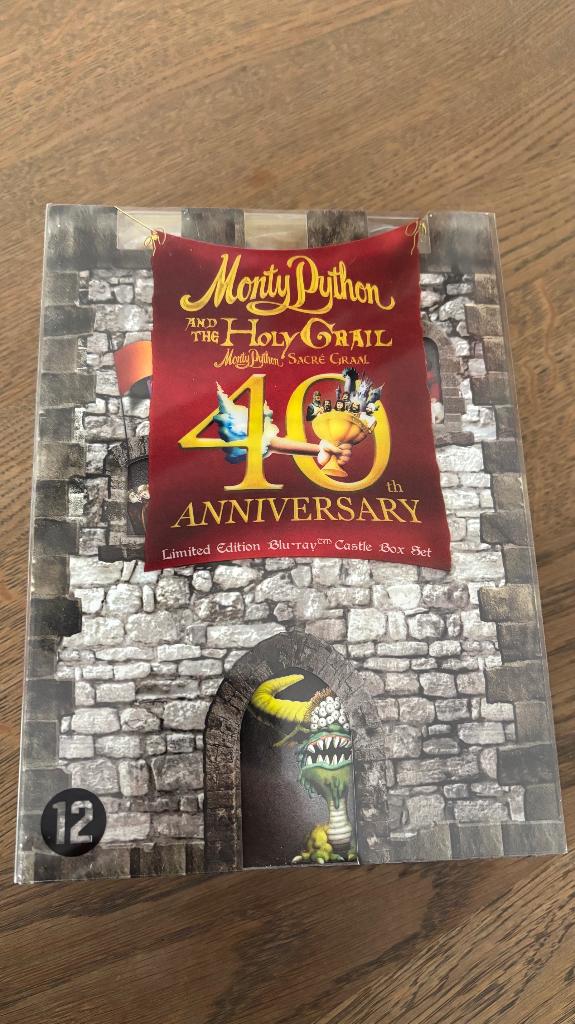 Monty Python
AND THE HOLY GRAIL
Monty Python SACRÉ GRAAL
40th
ANNIVERSARY
Limited Edition Blu-ray™ Castle Box Set
12